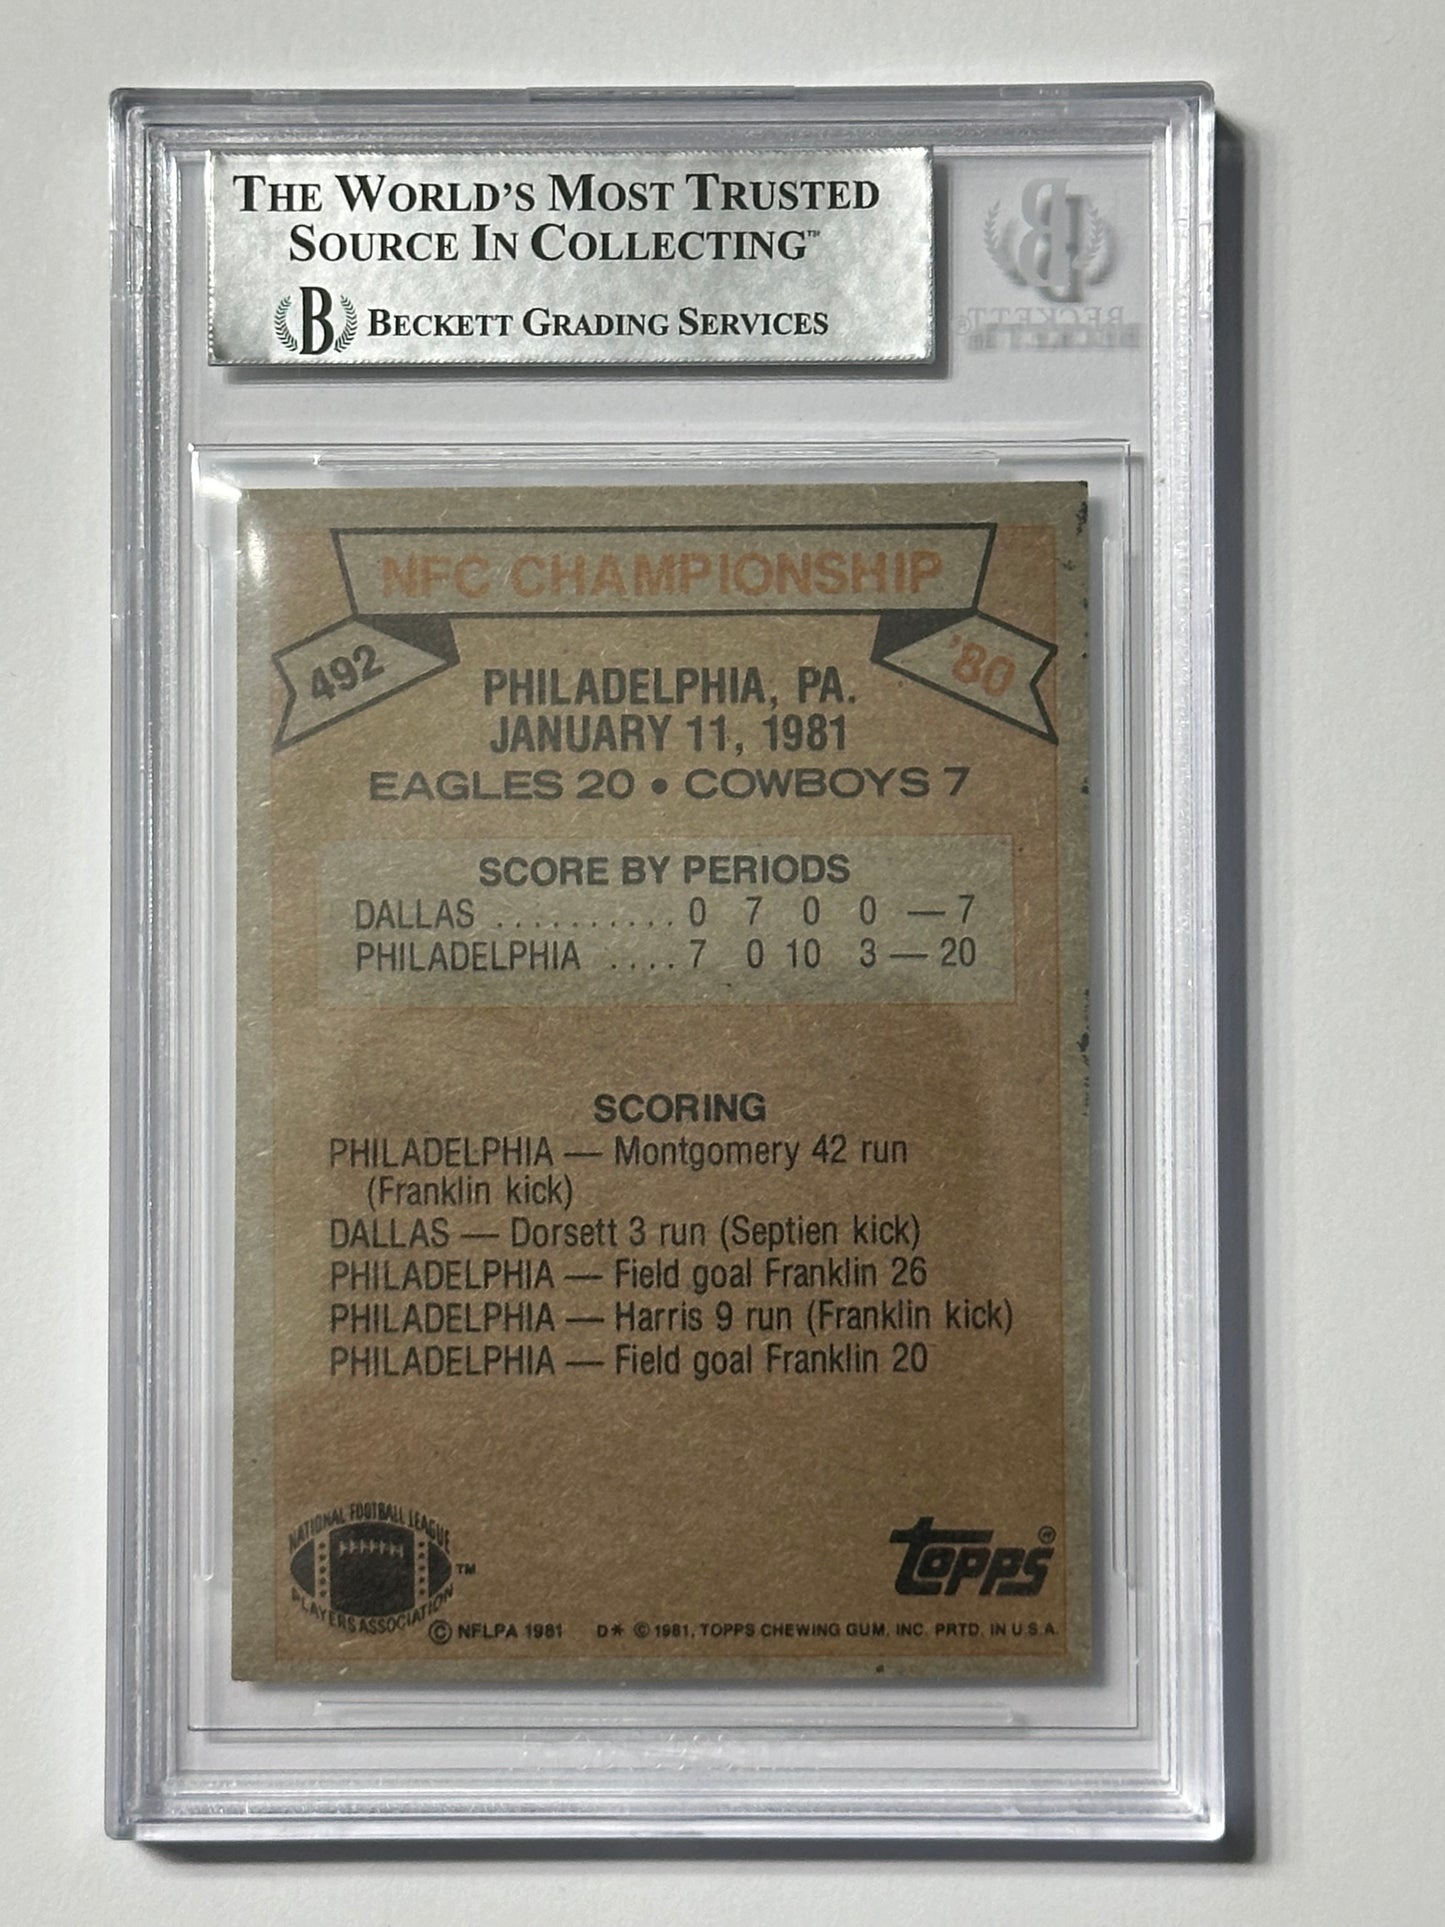 THE WORLD'S MOST TRUSTED
SOURCE IN COLLECTING™
B BECKETT GRADING SERVICES
B
BECKETT
NFC CHAMPIONSHIP
492
'80
PHILADELPHIA, PA.
JANUARY 11, 1981
EAGLES 20 • COWBOYS 7
SCORE BY PERIODS
DALLAS .......... 0 7 0 0 — 7
PHILADELPHIA .... 7 0 10 3 — 20
SCORING
PHILADELPHIA — Montgomery 42 run
(Franklin kick)
DALLAS — Dorsett 3 run (Septien kick)
PHILADELPHIA — Field goal Franklin 26
PHILADELPHIA — Harris 9 run (Franklin kick)
PHILADELPHIA — Field goal Franklin 20
NATIONAL FOOTBALL LEAGUE
PLAYERS ASSOCIATION
™
topps®
© NFLPA 1981 D* © 1981, TOPPS CHEWING GUM, INC. PRTD. IN U.S.A.